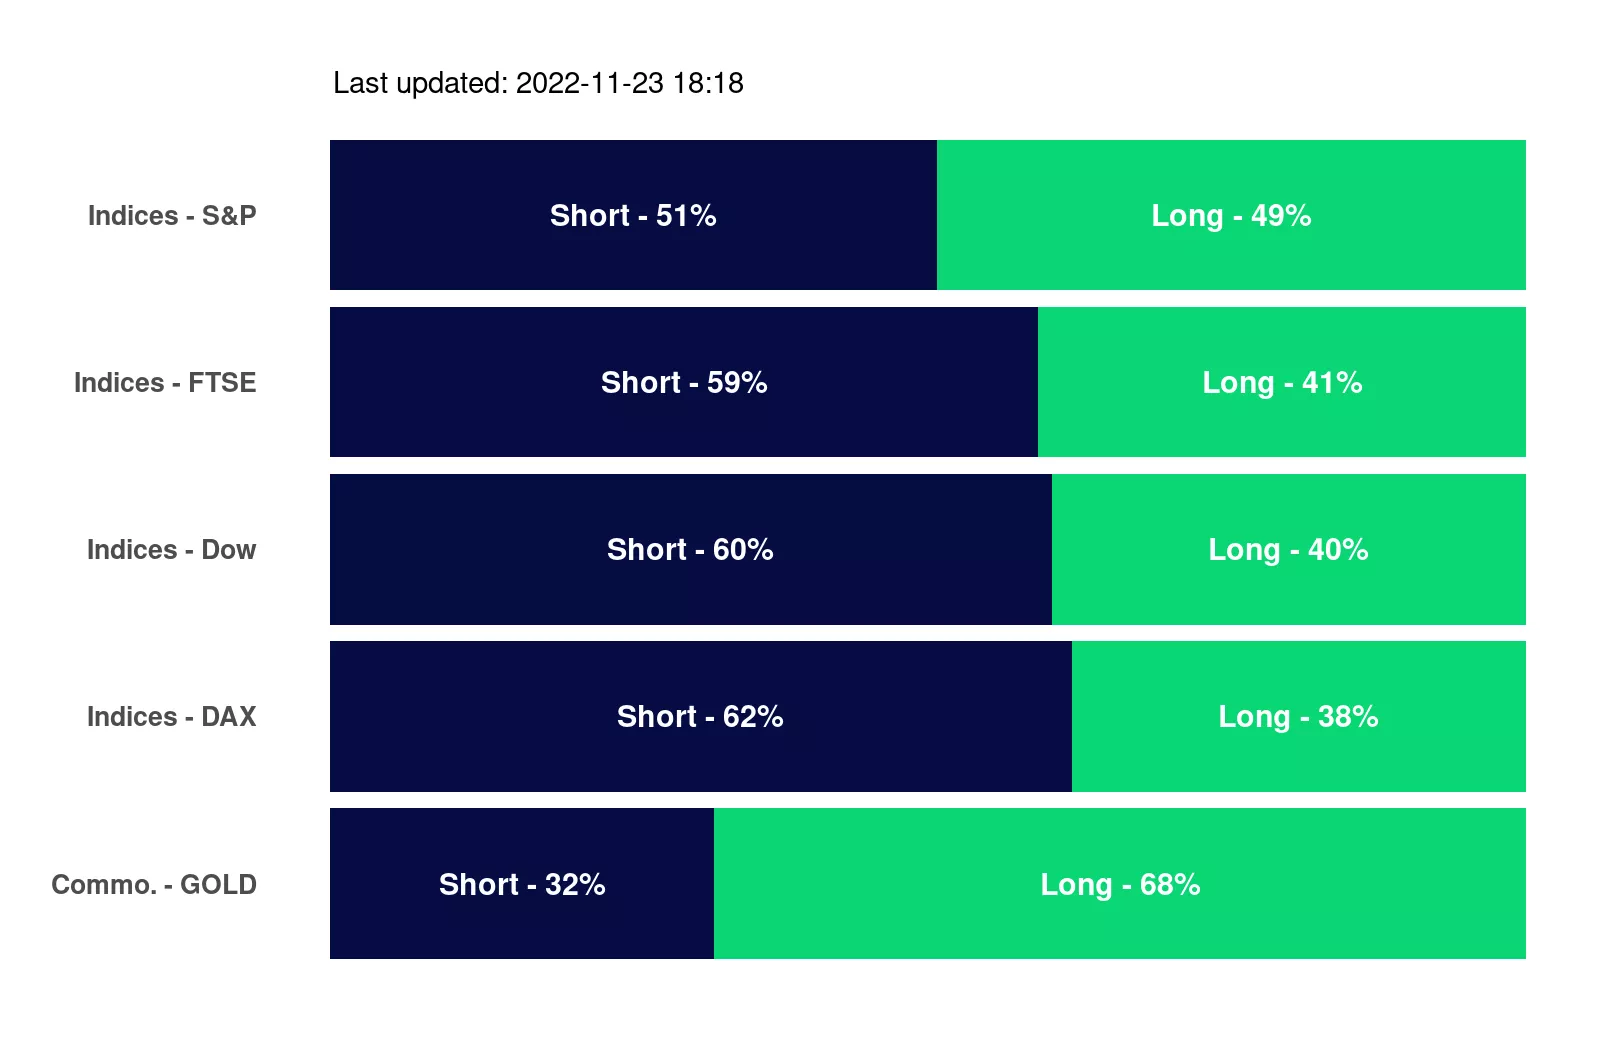 Last updated: 2022-11-23 18:18
Indices - S&P Short - 51% Long - 49%
Indices - FTSE Short - 59% Long - 41%
Indices - Dow Short - 60% Long - 40%
Indices - DAX Short - 62% Long - 38%
Commo. - GOLD Short - 32% Long - 68%